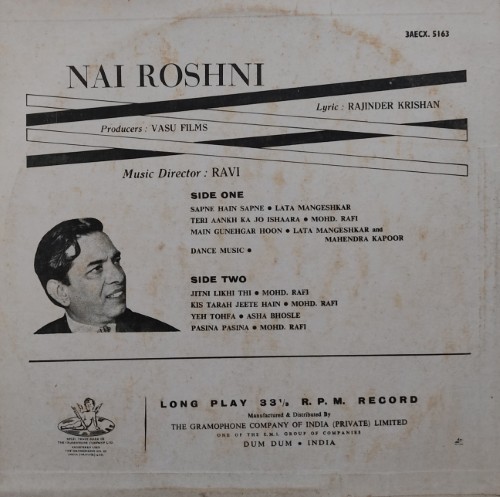 3AECX. 5163
NAI ROSHNI
Lyric : RAJINDER KRISHAN
Producers : VASU FILMS
Music Director : RAVI
SIDE ONE
SAPNE HAIN SAPNE ● LATA MANGESHKAR
TERI AANKH KA JO ISHAARA ● MOHD. RAFI
MAIN GUNEHGAR HOON ● LATA MANGESHKAR and
MAHENDRA KAPOOR
DANCE MUSIC ●
SIDE TWO
JITNI LIKHI THI ● MOHD. RAFI
KIS TARAH JEETE HAIN ● MOHD. RAFI
YEH TOHFA ● ASHA BHOSLE
PASINA PASINA ● MOHD. RAFI
LONG PLAY 33⅓ R. P. M. RECORD
Manufactured & Distributed By
THE GRAMOPHONE COMPANY OF INDIA (PRIVATE) LIMITED
ONE OF THE E.M.I. GROUP OF COMPANIES
DUM DUM ● INDIA